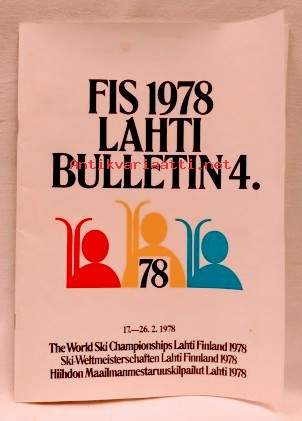 FIS 1978
LAHTI
BULLETIN 4.
Antikvariaatti.net
78
17.—26. 2. 1978
The World Ski Championships Lahti Finland 1978
Ski-Weltmeisterschaften Lahti Finnland 1978
Hiihdon Maailmanmestaruuskilpailut Lahti 1978